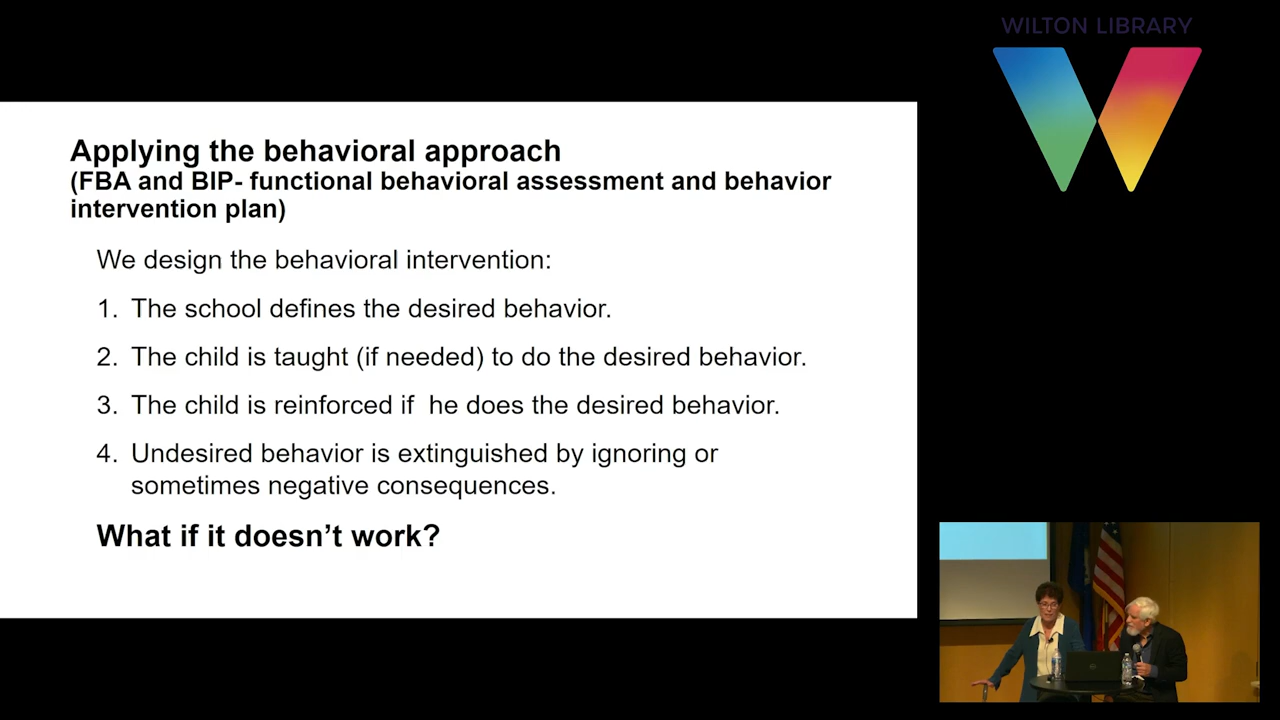 WILTON LIBRARY
Applying the behavioral approach
(FBA and BIP- functional behavioral assessment and behavior
intervention plan)
We design the behavioral intervention:
1. The school defines the desired behavior.
2. The child is taught (if needed) to do the desired behavior.
3. The child is reinforced if he does the desired behavior.
4. Undesired behavior is extinguished by ignoring or
sometimes negative consequences.
What if it doesn't work?